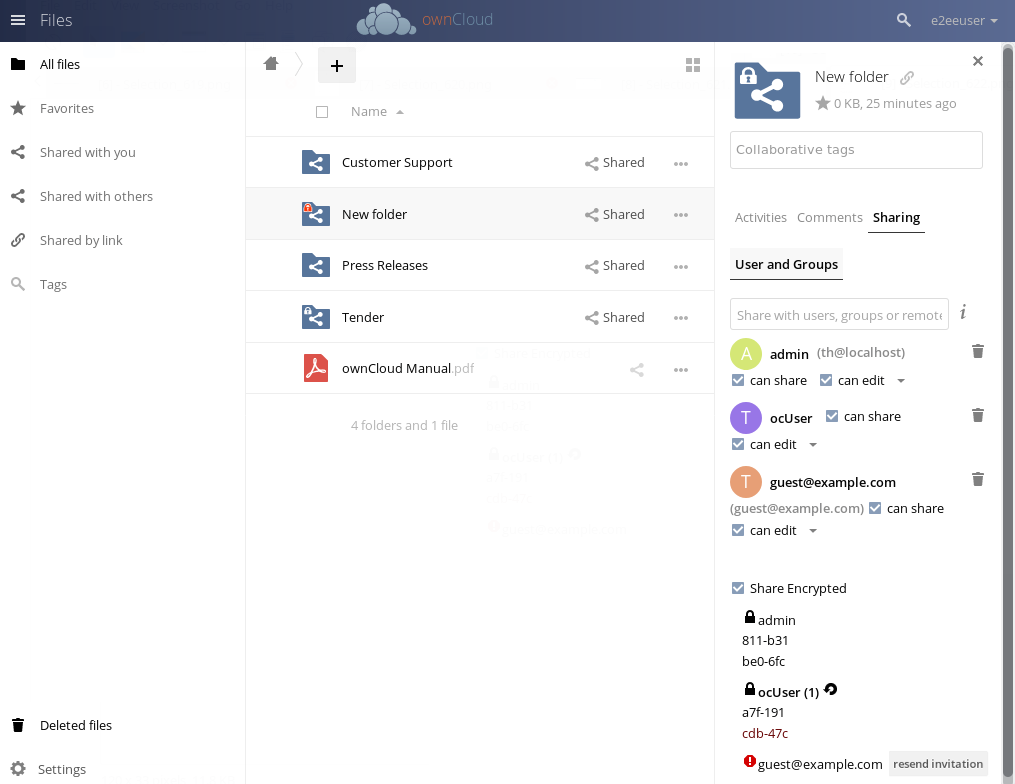 Files
ownCloud
e2eeuser
All files
Favorites
Shared with you
Shared with others
Shared by link
Tags
Deleted files
Settings
+
Name
Customer Support Shared
New folder Shared
Press Releases Shared
Tender Shared
ownCloud Manual.pdf
4 folders and 1 file
New folder
0 KB, 25 minutes ago
Collaborative tags
Activities Comments Sharing
User and Groups
Share with users, groups or remote
i
A admin (th@localhost)
can share can edit
T ocUser can share
can edit
T guest@example.com
(guest@example.com) can share
can edit
Share Encrypted
admin
811-b31
be0-6fc
ocUser (1)
a7f-191
cdb-47c
guest@example.com resend invitation